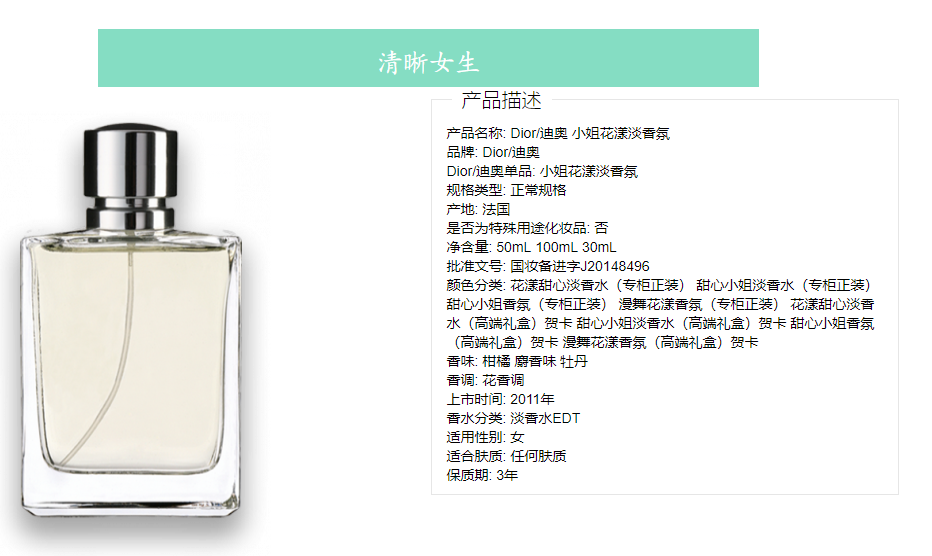 清晰女生
产品描述
产品名称: Dior/迪奥 小姐花漾淡香氛
品牌: Dior/迪奥
Dior/迪奥单品: 小姐花漾淡香氛
规格类型: 正常规格
产地: 法国
是否为特殊用途化妆品: 否
净含量: 50mL 100mL 30mL
批准文号: 国妆备进字J20148496
颜色分类: 花漾甜心淡香水（专柜正装） 甜心小姐淡香水（专柜正装）
甜心小姐香氛（专柜正装） 漫舞花漾香氛（专柜正装） 花漾甜心淡香
水（高端礼盒）贺卡 甜心小姐淡香水（高端礼盒）贺卡 甜心小姐香氛
（高端礼盒）贺卡 漫舞花漾香氛（高端礼盒）贺卡
香味: 柑橘 麝香味 牡丹
香调: 花香调
上市时间: 2011年
香水分类: 淡香水EDT
适用性别: 女
适合肤质: 任何肤质
保质期: 3年